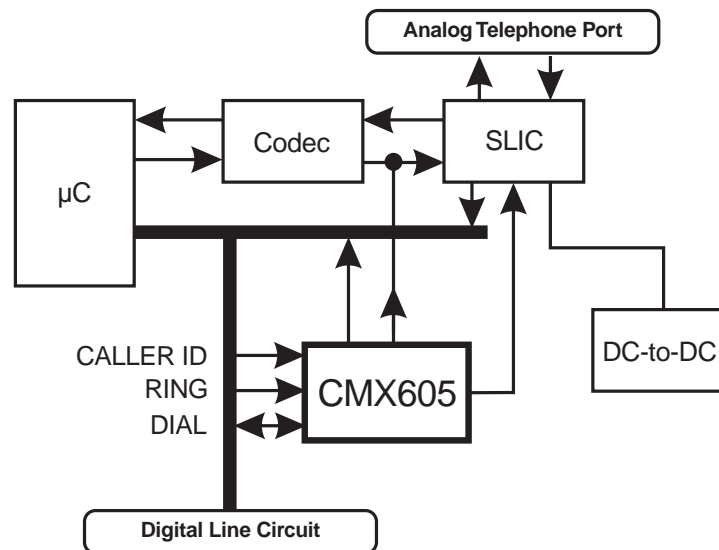 Analog Telephone Port
µC
Codec
SLIC
CALLER ID
RING
DIAL
CMX605
DC-to-DC
Digital Line Circuit